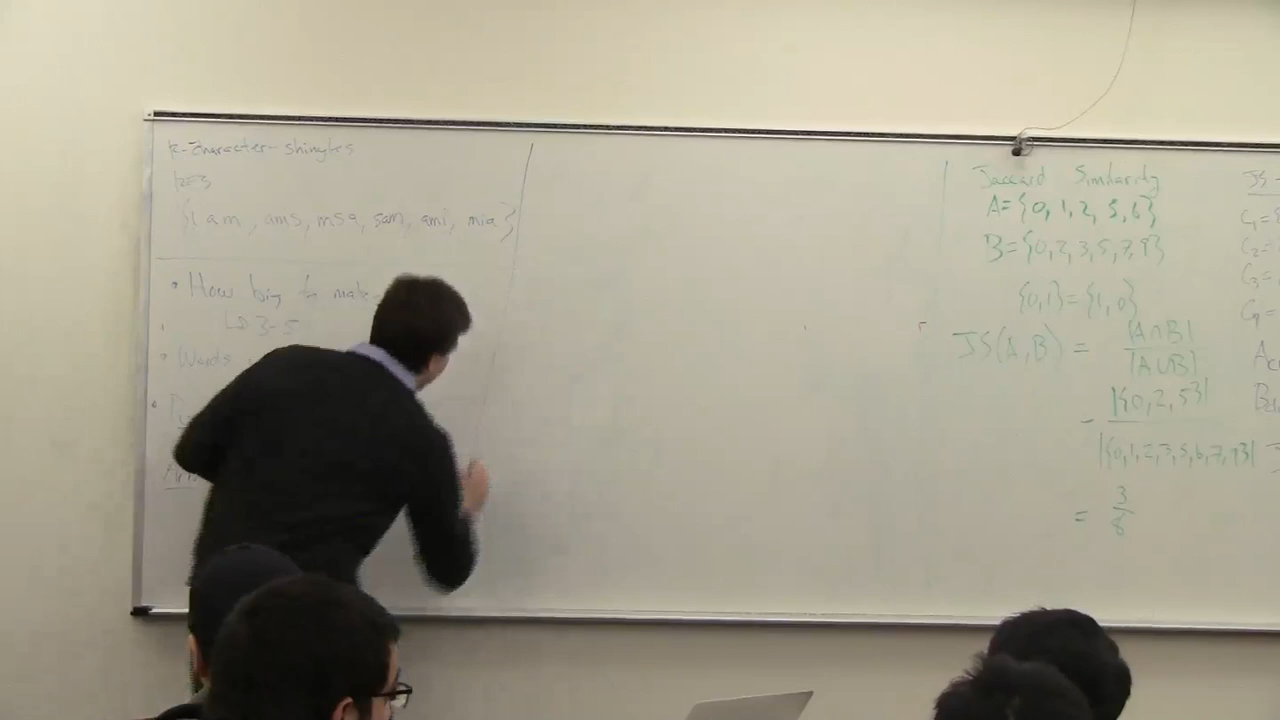 k-character-shingles
k=3
{iam, ams, msa, sam, ami, mia}
• How big to make
↳ 3-5
• Words
Jaccard Similarity
A={0, 1, 2, 5, 6}
B={0, 2, 3, 5, 7, 9}
{0,1}={1, 0}
JS(A,B) = |A∩B|
|A∪B|
|{0, 2, 5}|
|{0,1,2,3,5,6,7,9}|
= 3
8
JS -
C₁={
C₂=
C₃=
C₄=